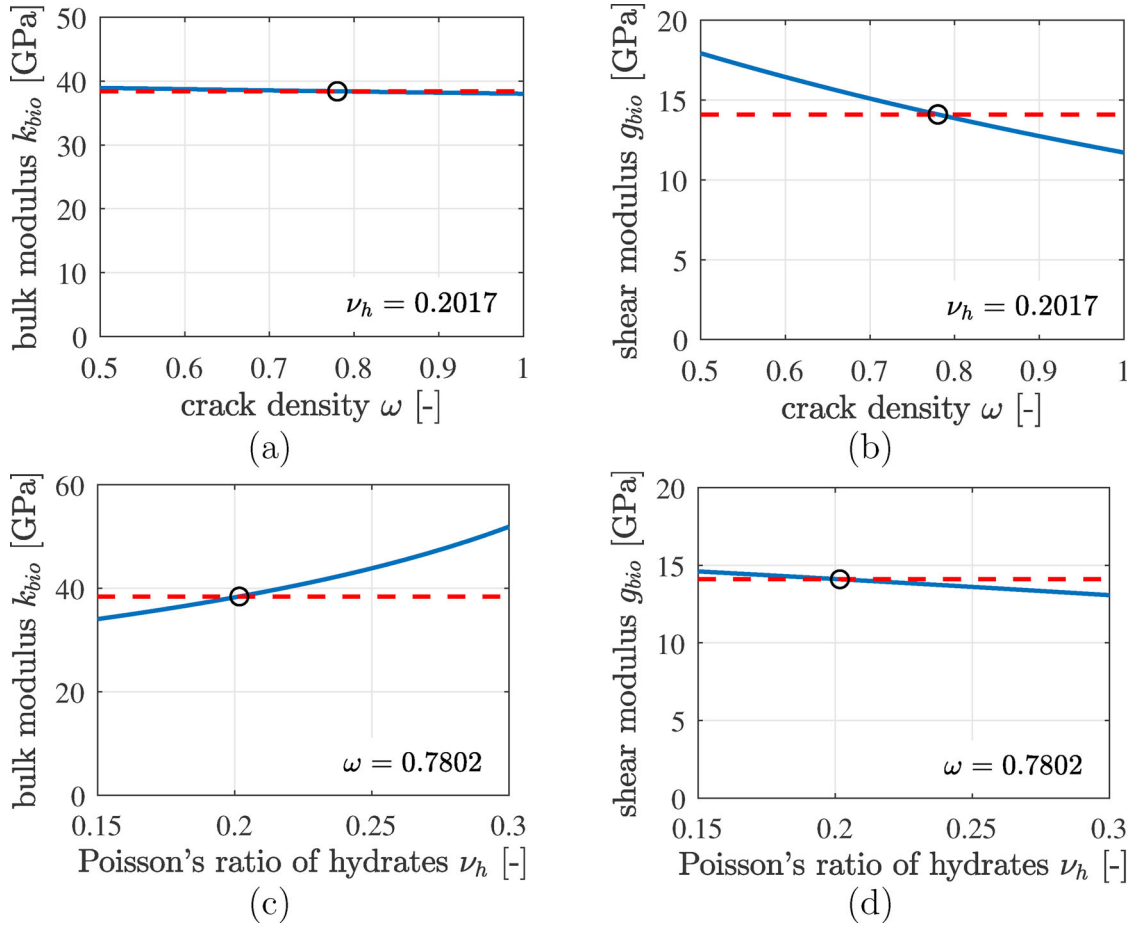 bulk modulus k_bio [GPa]
50
40
30
20
10
0
0.5 0.6 0.7 0.8 0.9 1
ν_h = 0.2017
crack density ω [-]
(a)
shear modulus g_bio [GPa]
20
15
10
5
0
0.5 0.6 0.7 0.8 0.9 1
ν_h = 0.2017
crack density ω [-]
(b)
bulk modulus k_bio [GPa]
60
40
20
0
0.15 0.2 0.25 0.3
ω = 0.7802
Poisson's ratio of hydrates ν_h [-]
(c)
shear modulus g_bio [GPa]
20
15
10
5
0
0.15 0.2 0.25 0.3
ω = 0.7802
Poisson's ratio of hydrates ν_h [-]
(d)